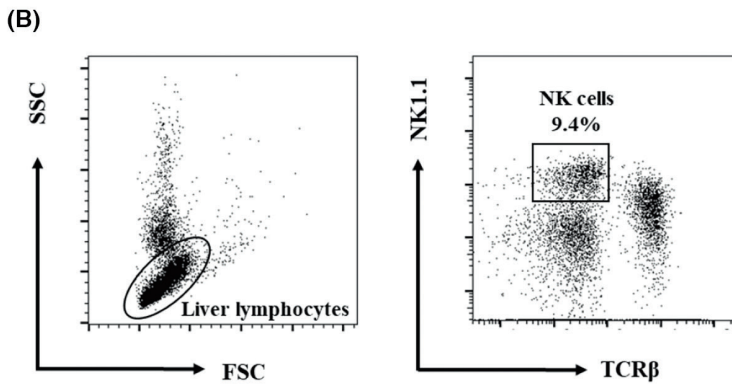 (B)
SSC
Liver lymphocytes
FSC
NK1.1
NK cells
9.4%
TCRβ